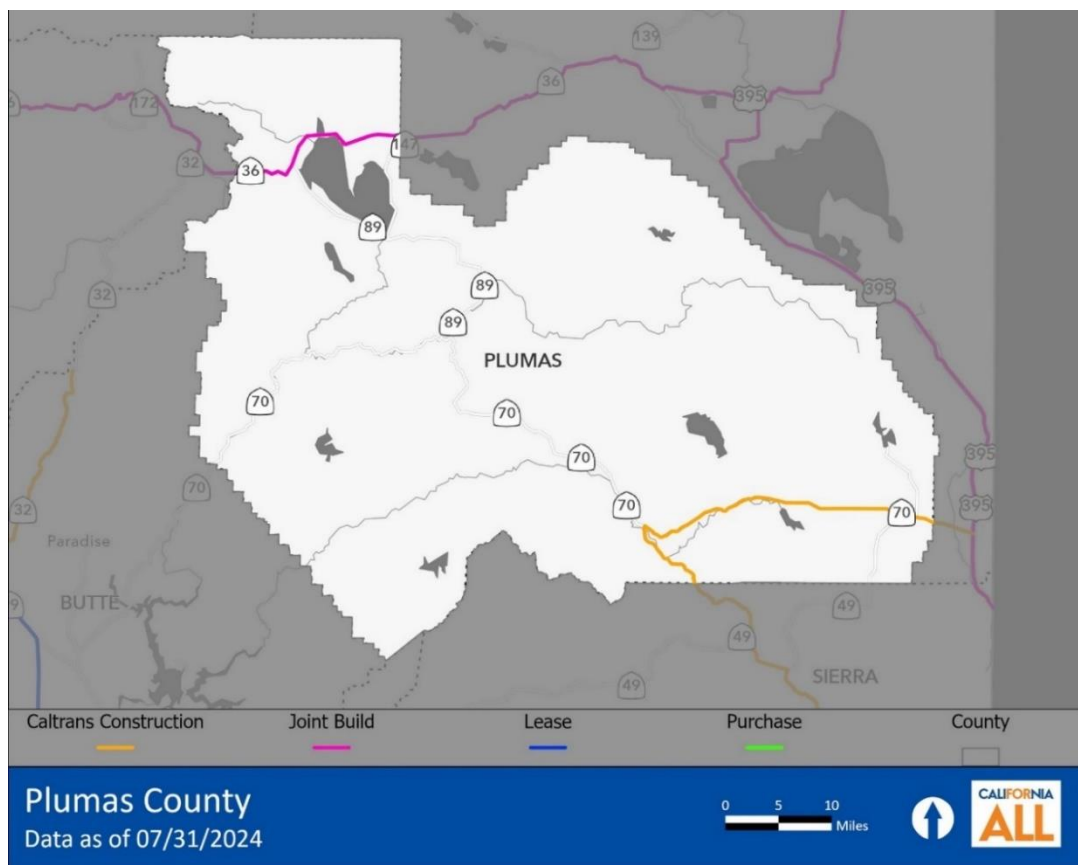 139
36
395
172
147
32
36
89
395
32
89
89
PLUMAS
70
70
70
395
70
70
70
395
32
Paradise
BUTTE
49
49
49
SIERRA
Caltrans Construction Joint Build Lease Purchase County
Plumas County
Data as of 07/31/2024
0 5 10
Miles
CALIFORNIA
ALL